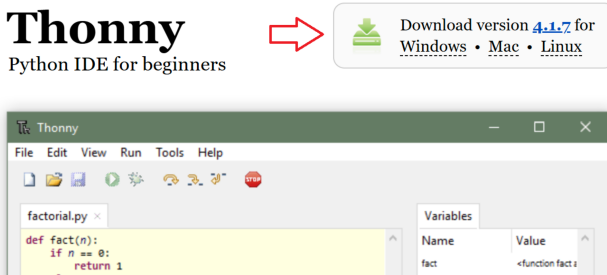 Thonny
Python IDE for beginners
Download version 4.1.7 for
Windows • Mac • Linux
Thonny
File Edit View Run Tools Help
STOP
factorial.py
Variables
def fact(n):
Name Value
if n == 0:
return 1
fact <function fact a